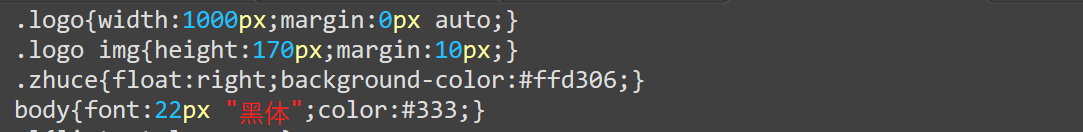 .logo{width:1000px;margin:0px auto;}
.logo img{height:170px;margin:10px;}
.zhuce{float:right;background-color:#ffd306;}
body{font:22px "黑体";color:#333;}